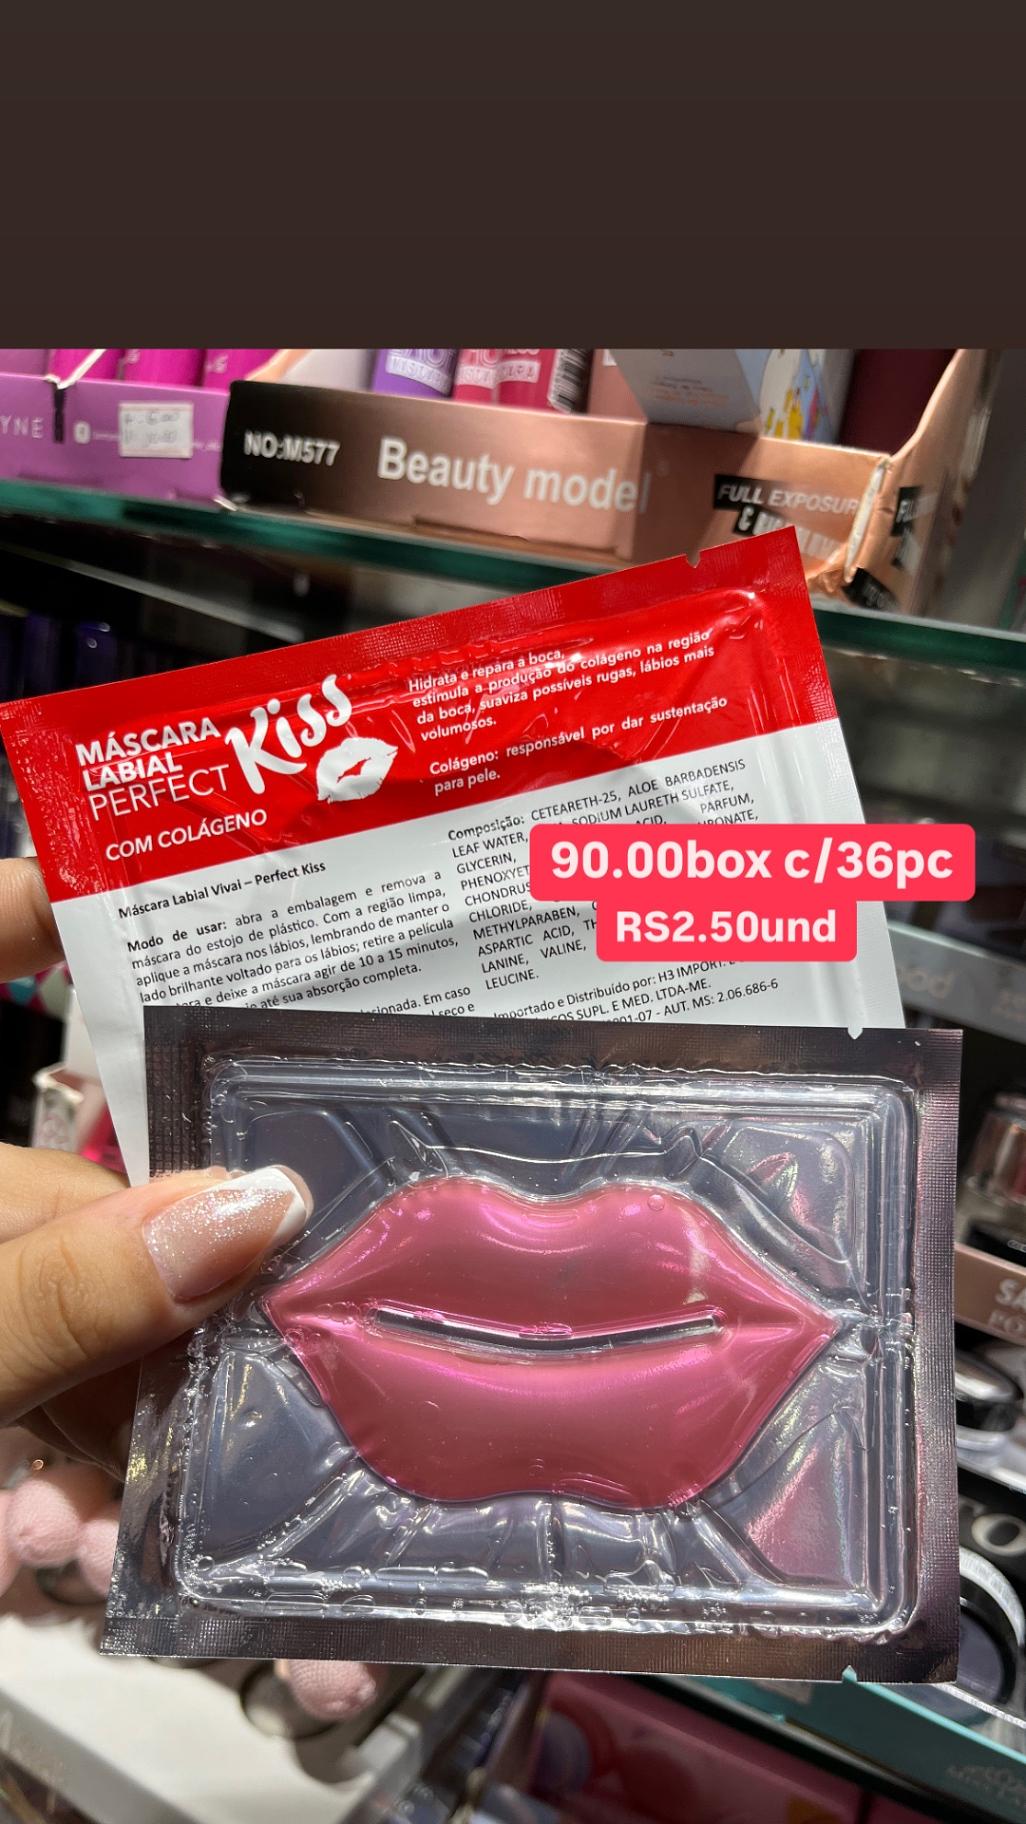 YNE
NO:M577
Beauty model
FULL EXPOSUR
MÁSCARA
LABIAL
PERFECT
Kiss
COM COLÁGENO
Hidrata e repara a boca,
estimula a produção do colágeno na região
da boca, suaviza possíveis rugas, lábios mais
volumosos.
Colágeno: responsável por dar sustentação
para pele.
Máscara Labial Vivai – Perfect Kiss
Modo de usar: abra a embalagem e remova a
máscara do estojo de plástico. Com a região limpa,
aplique a máscara nos lábios, lembrando de manter o
lado brilhante voltado para os lábios; retire a película
e deixe a máscara agir de 10 a 15 minutos,
até sua absorção completa.
Em caso
Composição: CETEARETH-25, ALOE BARBADENSIS
LEAF WATER, SODIUM LAURETH SULFATE,
GLYCERIN, ACID, PARFUM,
CHLORIDE,
METHYLPARABEN,
ASPARTIC ACID,
LANINE, VALINE,
LEUCINE.
90.00box c/36pc
RS2.50und
Importado e Distribuído por: H3 IMPORT.
SUPL. E MED. LTDA-ME.
-07 - AUT. MS: 2.06.686-6